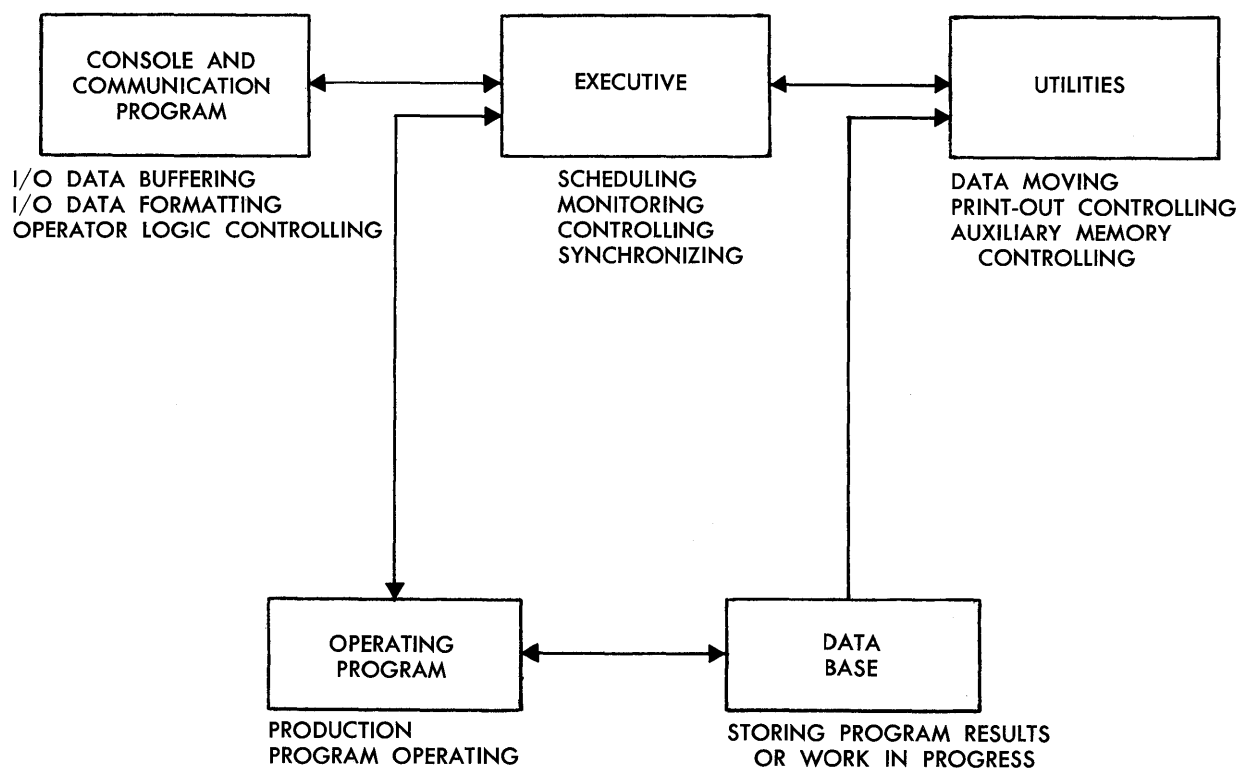 CONSOLE AND
COMMUNICATION
PROGRAM
I/O DATA BUFFERING
I/O DATA FORMATTING
OPERATOR LOGIC CONTROLLING
EXECUTIVE
SCHEDULING
MONITORING
CONTROLLING
SYNCHRONIZING
UTILITIES
DATA MOVING
PRINT-OUT CONTROLLING
AUXILIARY MEMORY
CONTROLLING
OPERATING
PROGRAM
PRODUCTION
PROGRAM OPERATING
DATA
BASE
STORING PROGRAM RESULTS
OR WORK IN PROGRESS